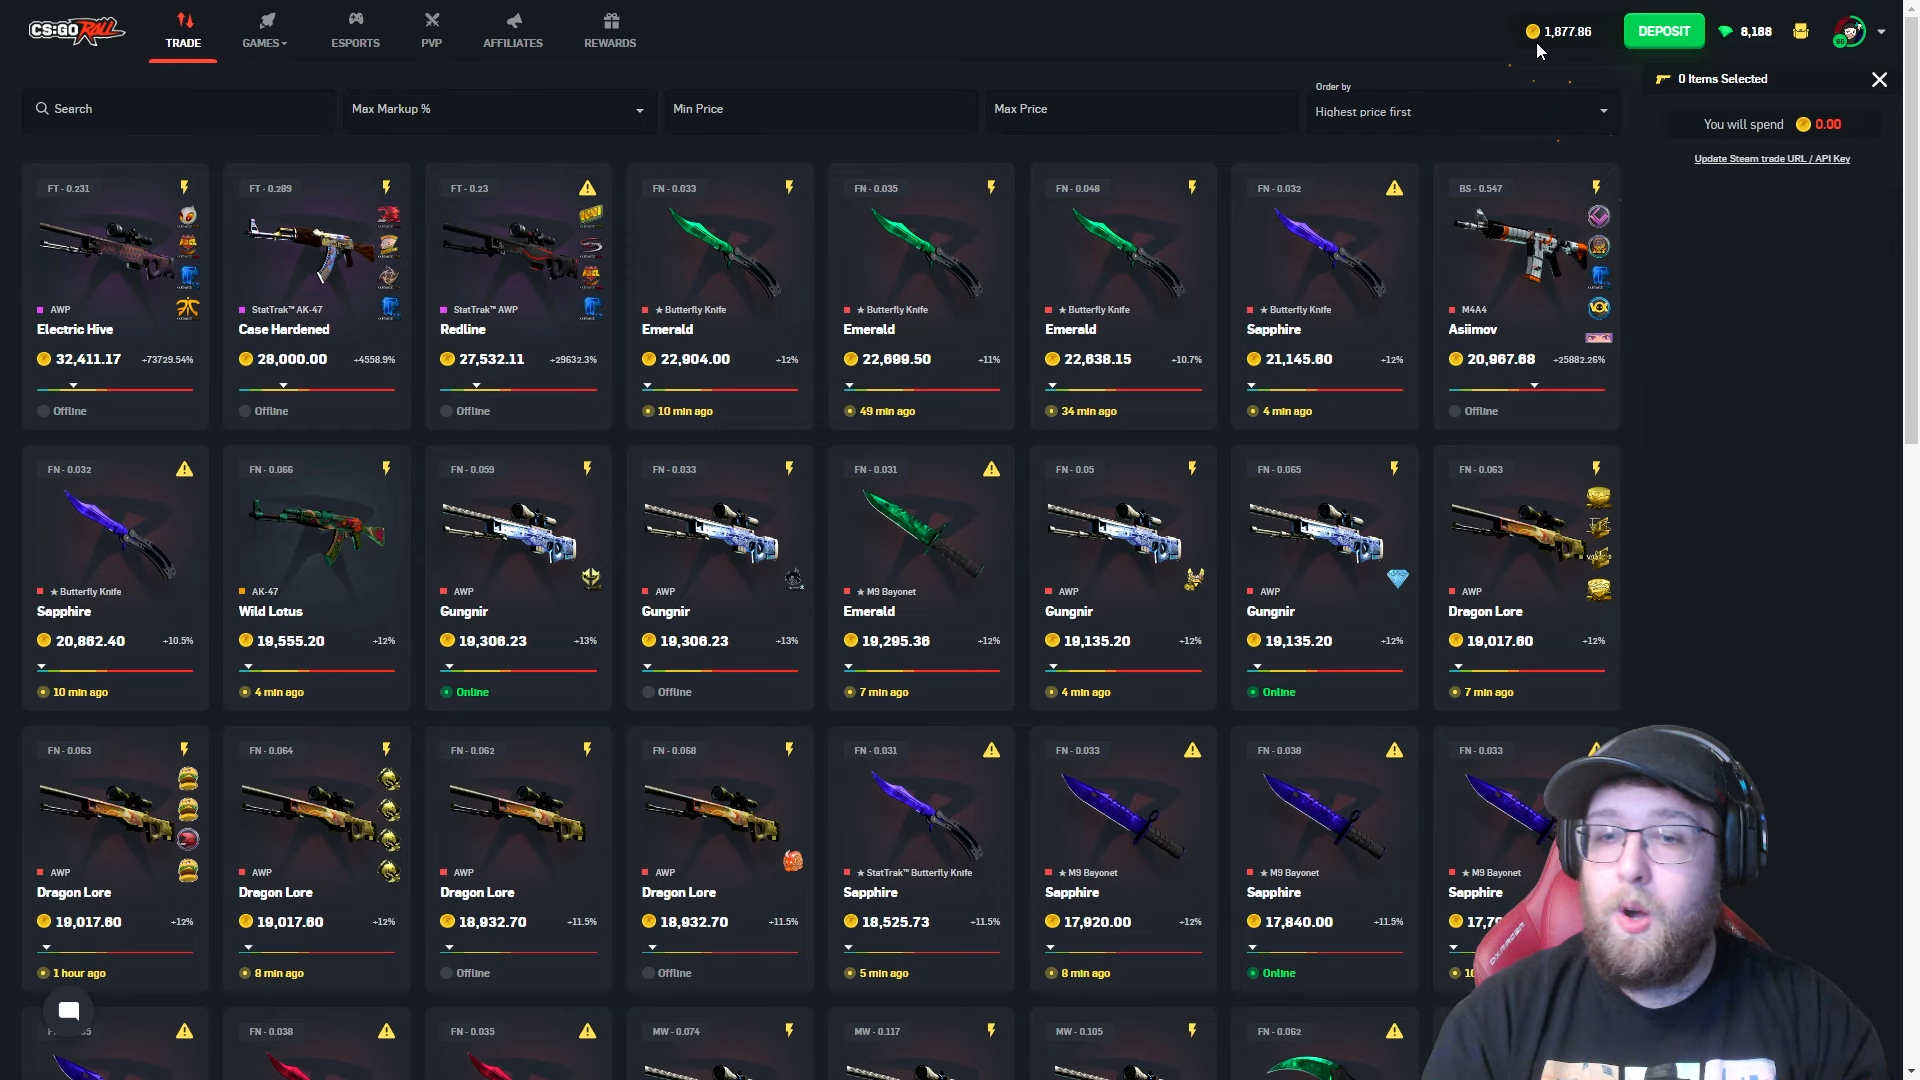 CS:GO ROLL
TRADE
GAMES
ESPORTS
PVP
AFFILIATES
REWARDS
1,877.86
DEPOSIT
8,188
86
0 Items Selected
You will spend 0.00
Update Steam trade URL / API Key
Search
Max Markup %
Min Price
Max Price
Order by
Highest price first
FT - 0.231
AWP
Electric Hive
32,411.17 +73729.54%
Offline
FT - 0.289
StatTrak™ AK-47
Case Hardened
28,000.00 +4558.9%
Offline
FT - 0.23
StatTrak™ AWP
Redline
27,532.11 +29632.3%
Offline
FN - 0.033
★ Butterfly Knife
Emerald
22,904.00 +12%
10 min ago
FN - 0.035
★ Butterfly Knife
Emerald
22,699.50 +11%
49 min ago
FN - 0.048
★ Butterfly Knife
Emerald
22,638.15 +10.7%
34 min ago
FN - 0.032
★ Butterfly Knife
Sapphire
21,145.60 +12%
4 min ago
BS - 0.547
M4A4
Asiimov
20,967.68 +25882.26%
Offline
FN - 0.032
★ Butterfly Knife
Sapphire
20,862.40 +10.5%
10 min ago
FN - 0.066
AK-47
Wild Lotus
19,555.20 +12%
4 min ago
FN - 0.059
AWP
Gungnir
19,306.23 +13%
Online
FN - 0.033
AWP
Gungnir
19,306.23 +13%
Offline
FN - 0.031
★ M9 Bayonet
Emerald
19,295.36 +12%
7 min ago
FN - 0.05
AWP
Gungnir
19,135.20 +12%
4 min ago
FN - 0.065
AWP
Gungnir
19,135.20 +12%
Online
FN - 0.063
AWP
Dragon Lore
19,017.60 +12%
7 min ago
FN - 0.063
AWP
Dragon Lore
19,017.60 +12%
1 hour ago
FN - 0.064
AWP
Dragon Lore
19,017.60 +12%
8 min ago
FN - 0.062
AWP
Dragon Lore
18,932.70 +11.5%
Offline
FN - 0.068
AWP
Dragon Lore
18,932.70 +11.5%
Offline
FN - 0.031
★ StatTrak™ Butterfly Knife
Sapphire
18,525.73 +11.5%
5 min ago
FN - 0.033
★ M9 Bayonet
Sapphire
17,920.00 +12%
8 min ago
FN - 0.038
★ M9 Bayonet
Sapphire
17,840.00 +11.5%
Online
FN - 0.033
★ M9 Bayonet
Sapphire
17,79
10
FN - 0.038
FN - 0.035
MW - 0.074
MW - 0.117
MW - 0.105
FN - 0.062
DXRACER